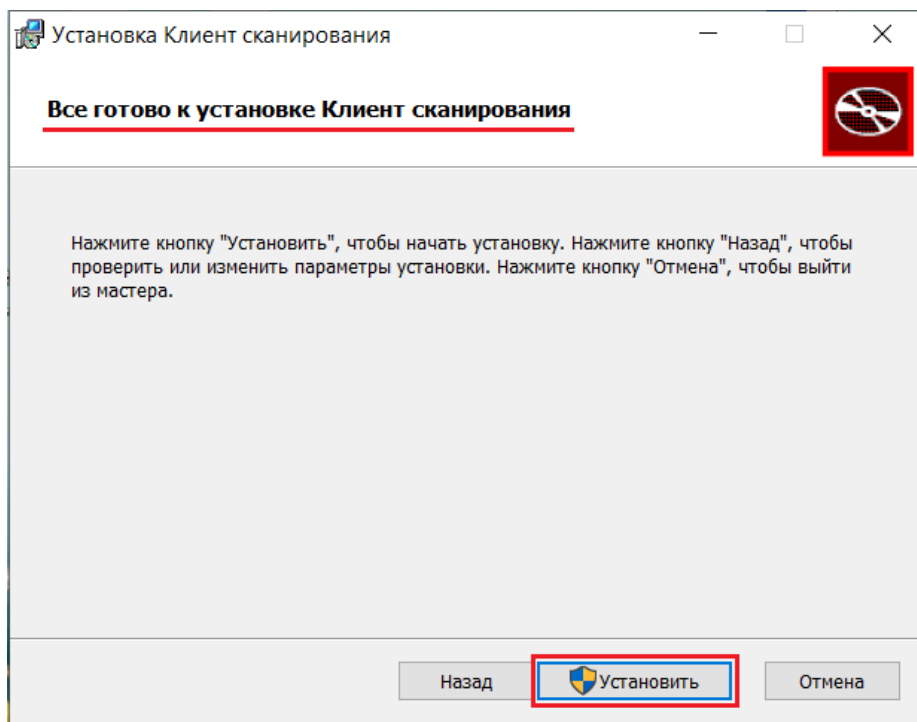 Установка Клиент сканирования
Все готово к установке Клиент сканирования
Нажмите кнопку "Установить", чтобы начать установку. Нажмите кнопку "Назад", чтобы
проверить или изменить параметры установки. Нажмите кнопку "Отмена", чтобы выйти
из мастера.
Назад
Установить
Отмена